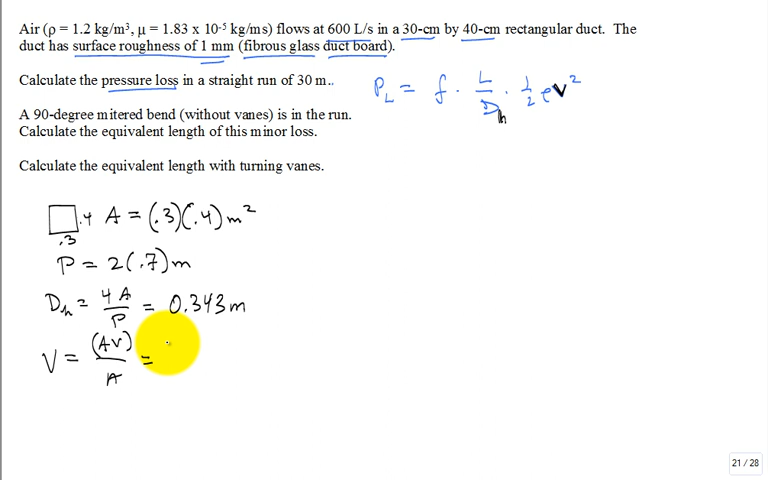 Air (ρ = 1.2 kg/m³, μ = 1.83 x 10⁻⁵ kg/ms) flows at 600 L/s in a 30-cm by 40-cm rectangular duct. The
duct has surface roughness of 1 mm (fibrous glass duct board).
Calculate the pressure loss in a straight run of 30 m..
P_L = f · L/D_h · 1/2 ρV²
A 90-degree mitered bend (without vanes) is in the run.
Calculate the equivalent length of this minor loss.
Calculate the equivalent length with turning vanes.
.4 A = (.3)(.4) m²
.3
P = 2(.7) m
D_h = 4A/P = 0.343 m
V = (AV)/A =
21 / 28